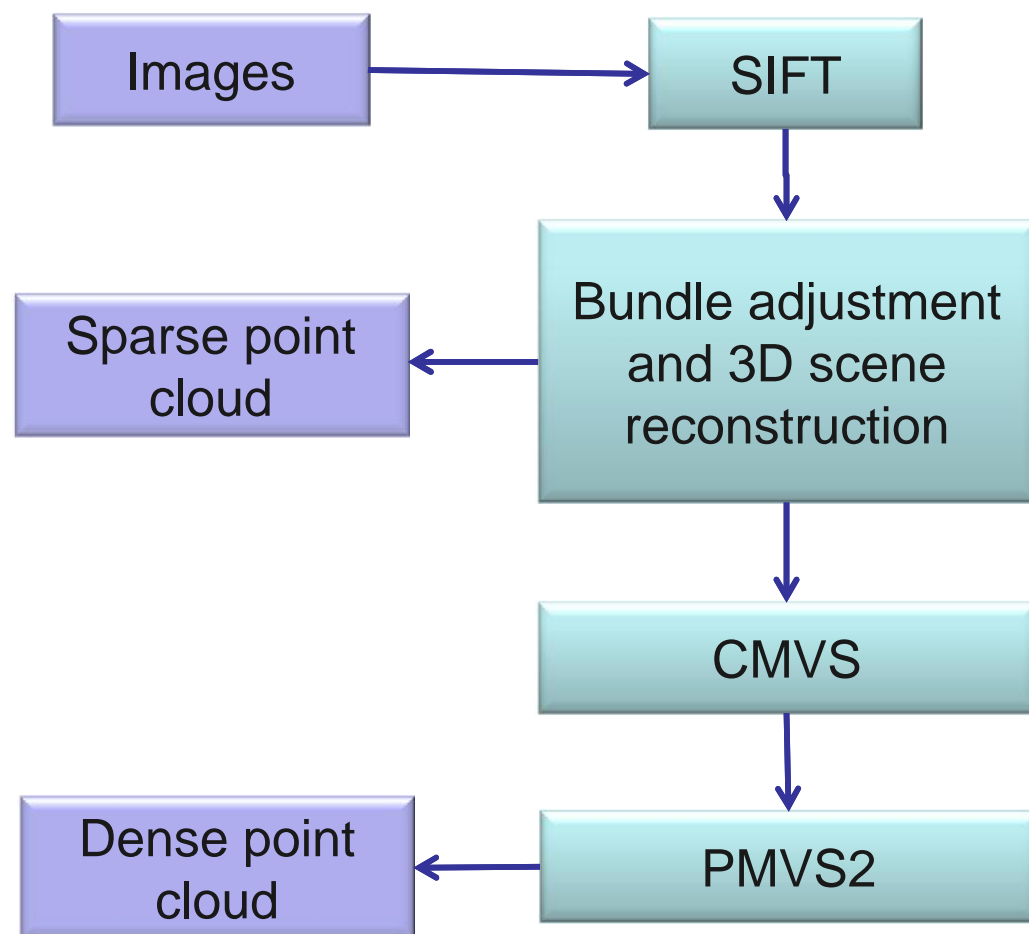 Images
SIFT
Bundle adjustment
and 3D scene
reconstruction
Sparse point
cloud
CMVS
PMVS2
Dense point
cloud